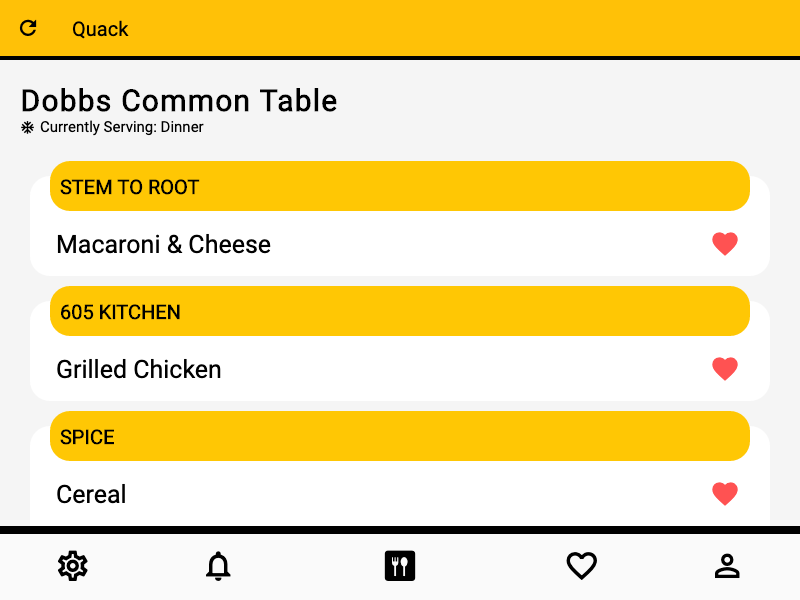 Quack
Dobbs Common Table
Currently Serving: Dinner
STEM TO ROOT
Macaroni & Cheese
605 KITCHEN
Grilled Chicken
SPICE
Cereal